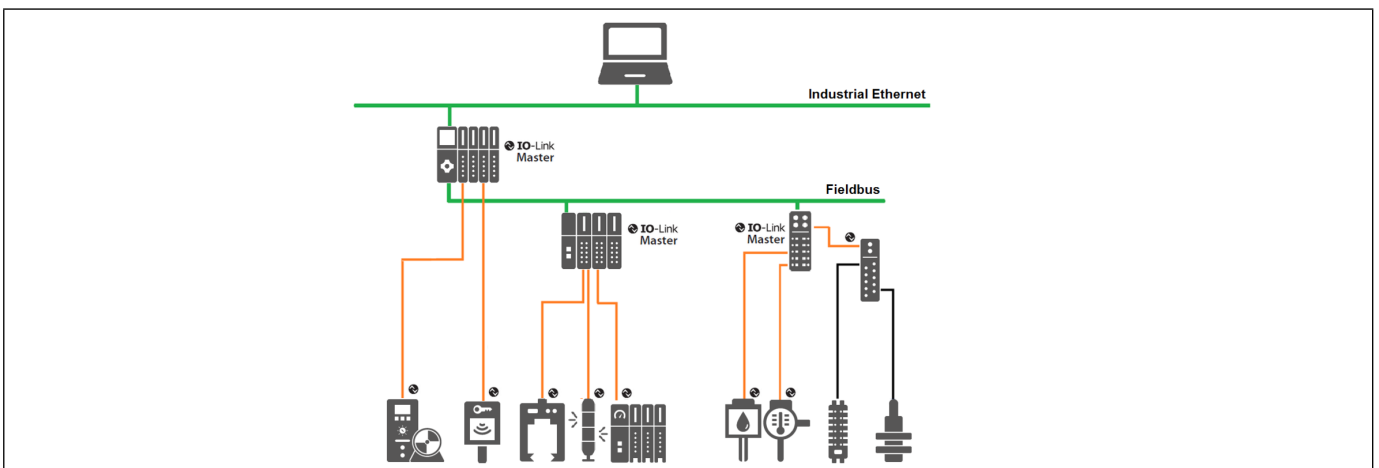 Industrial Ethernet
IO-Link
Master
Fieldbus
IO-Link
Master
IO-Link
Master